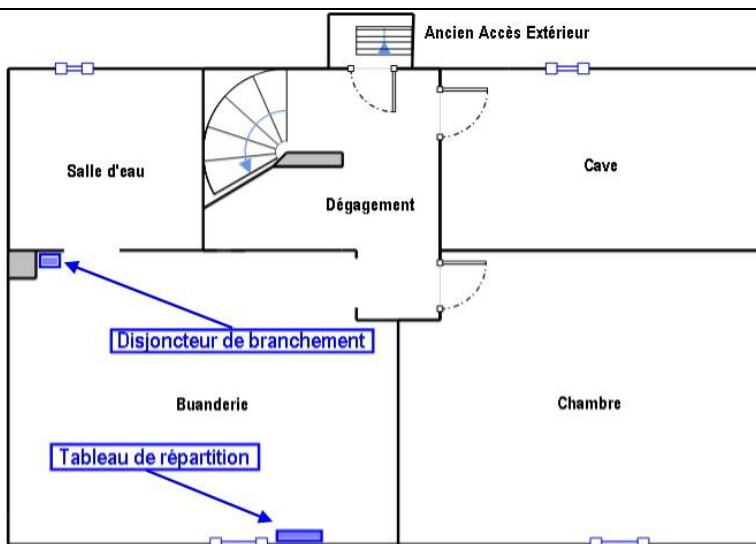 Ancien Accès Extérieur
Salle d'eau
Cave
Dégagement
Disjoncteur de branchement
Buanderie
Chambre
Tableau de répartition